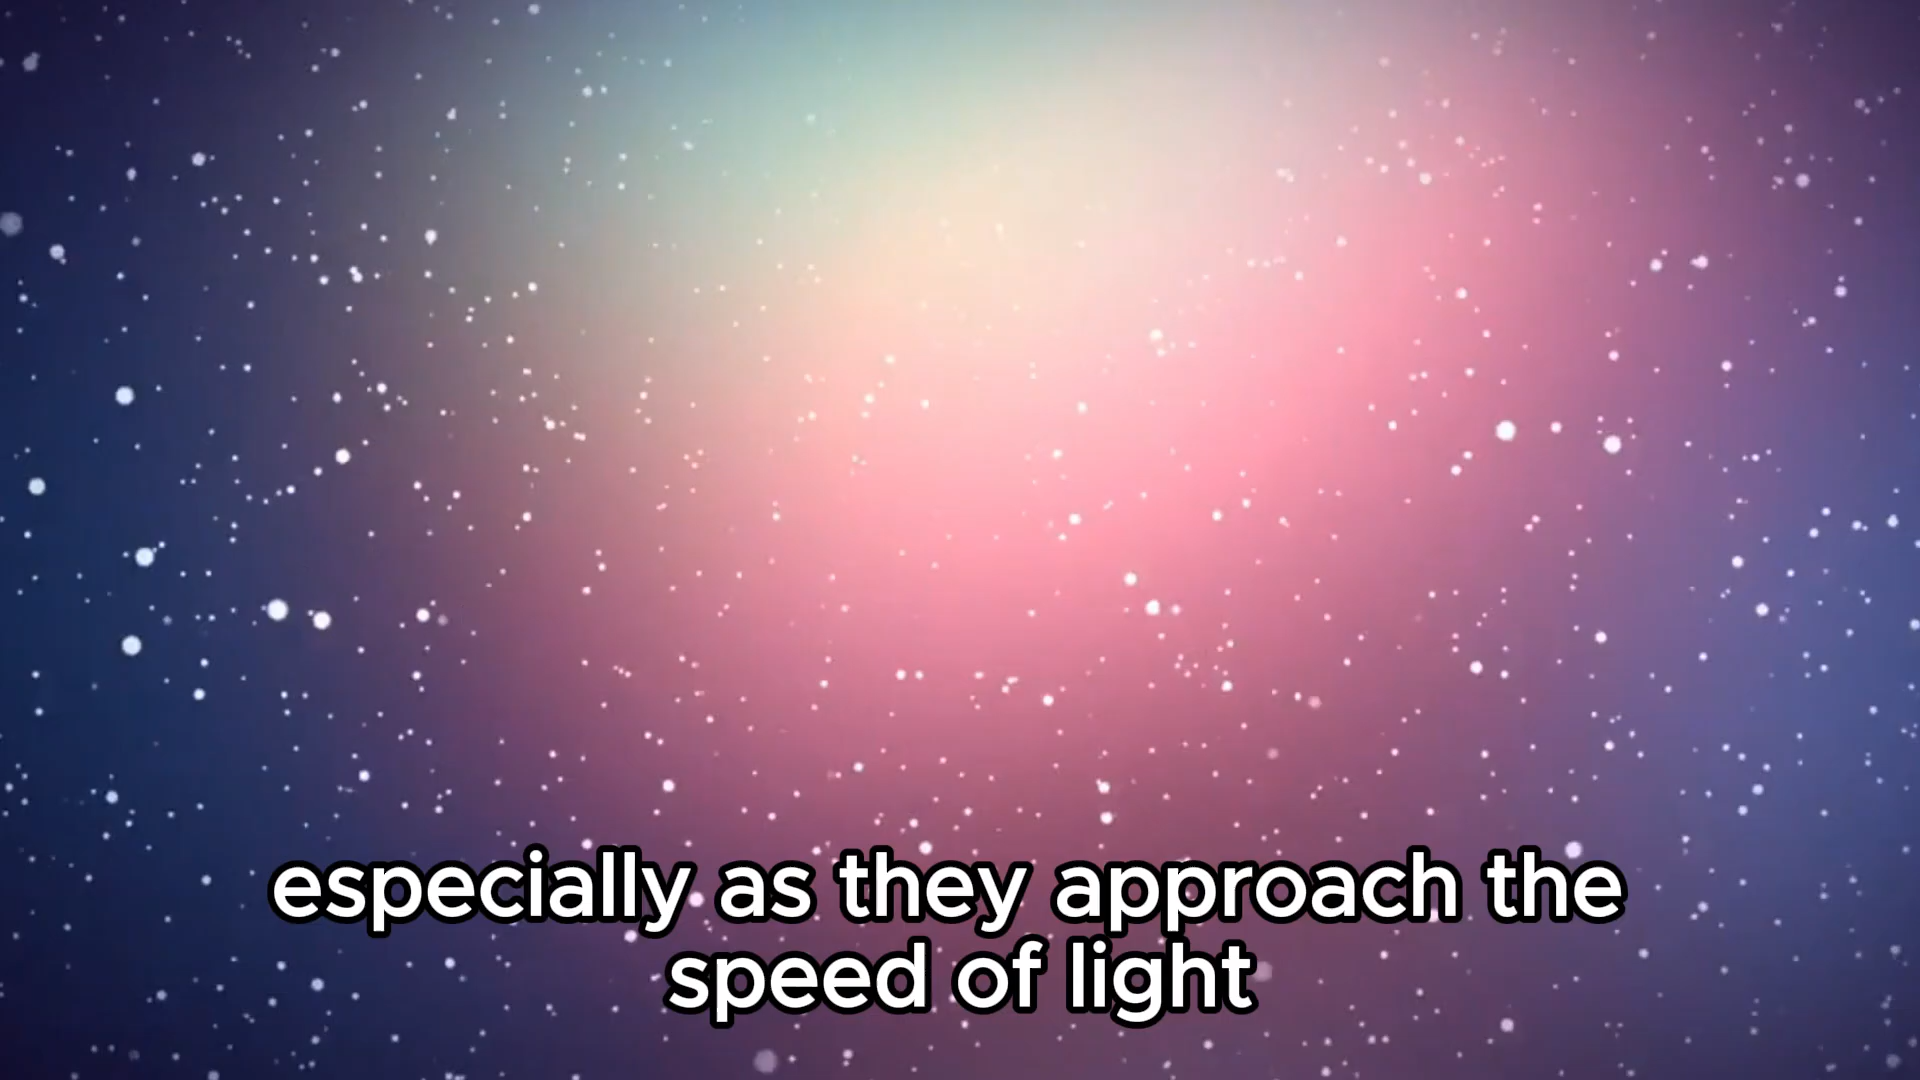 especially as they approach the
speed of light